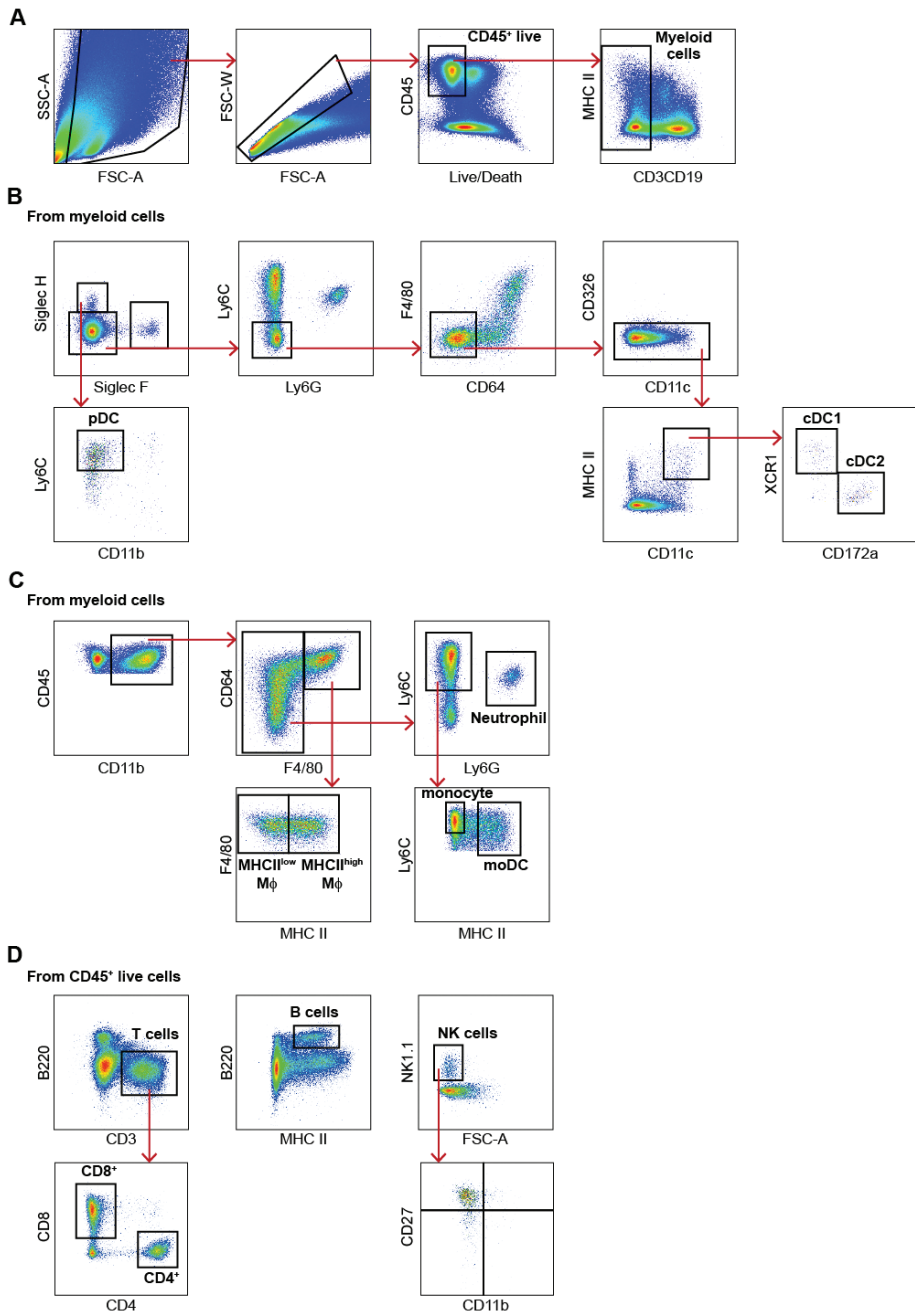 A
SSC-A
FSC-A
FSC-W
FSC-A
CD45⁺ live
CD45
Live/Death
Myeloid
cells
MHC II
CD3CD19
B
From myeloid cells
Siglec H
Siglec F
Ly6C
Ly6G
F4/80
CD64
CD326
CD11c
pDC
Ly6C
CD11b
MHC II
CD11c
cDC1
cDC2
XCR1
CD172a
C
From myeloid cells
CD45
CD11b
CD64
F4/80
Ly6C
Neutrophil
Ly6G
F4/80
MHCIIˡᵒʷ
Mϕ
MHCIIʰⁱᵍʰ
Mϕ
MHC II
monocyte
Ly6C
moDC
MHC II
D
From CD45⁺ live cells
B220
T cells
CD3
B cells
B220
MHC II
NK cells
NK1.1
FSC-A
CD8⁺
CD8
CD4⁺
CD4
CD27
CD11b